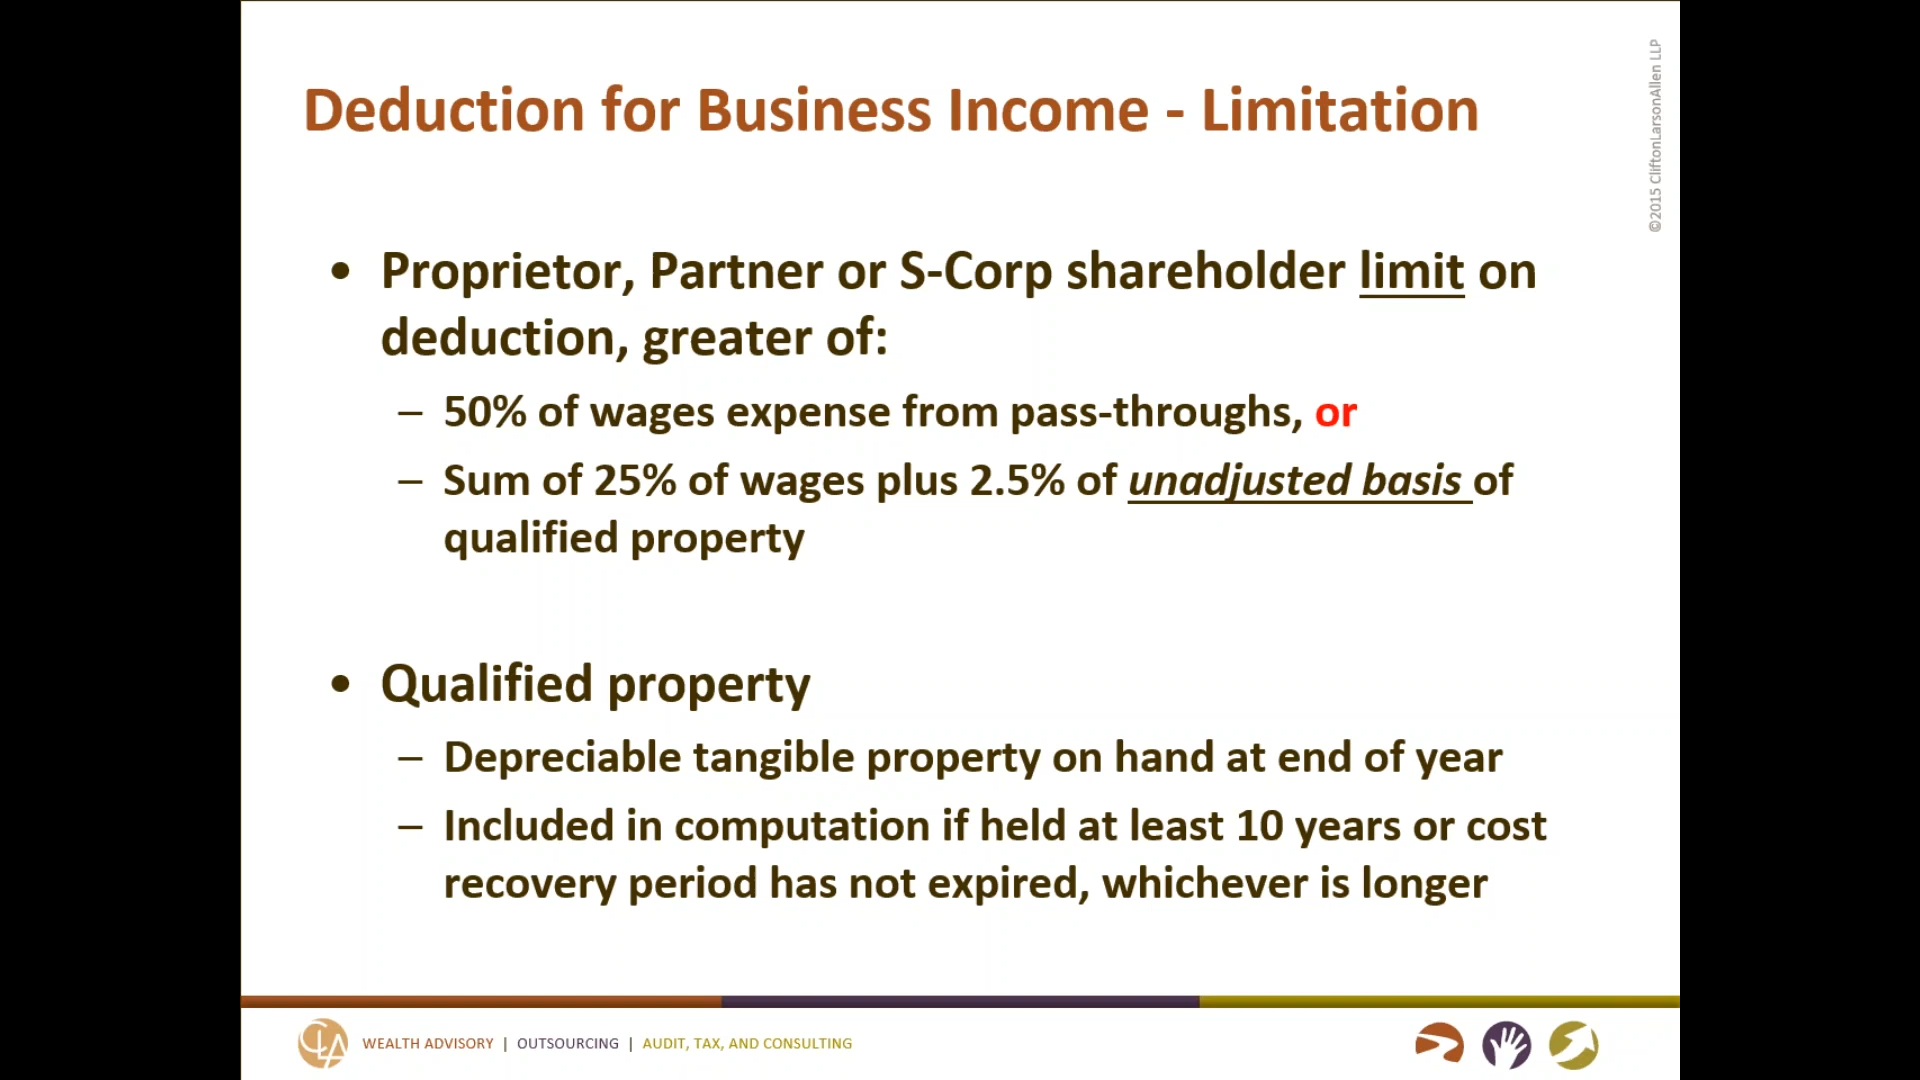 Deduction for Business Income - Limitation
©2015 CliftonLarsonAllen LLP
• Proprietor, Partner or S-Corp shareholder limit on
deduction, greater of:
– 50% of wages expense from pass-throughs, or
– Sum of 25% of wages plus 2.5% of unadjusted basis of
qualified property
• Qualified property
– Depreciable tangible property on hand at end of year
– Included in computation if held at least 10 years or cost
recovery period has not expired, whichever is longer
CLA WEALTH ADVISORY | OUTSOURCING | AUDIT, TAX, AND CONSULTING